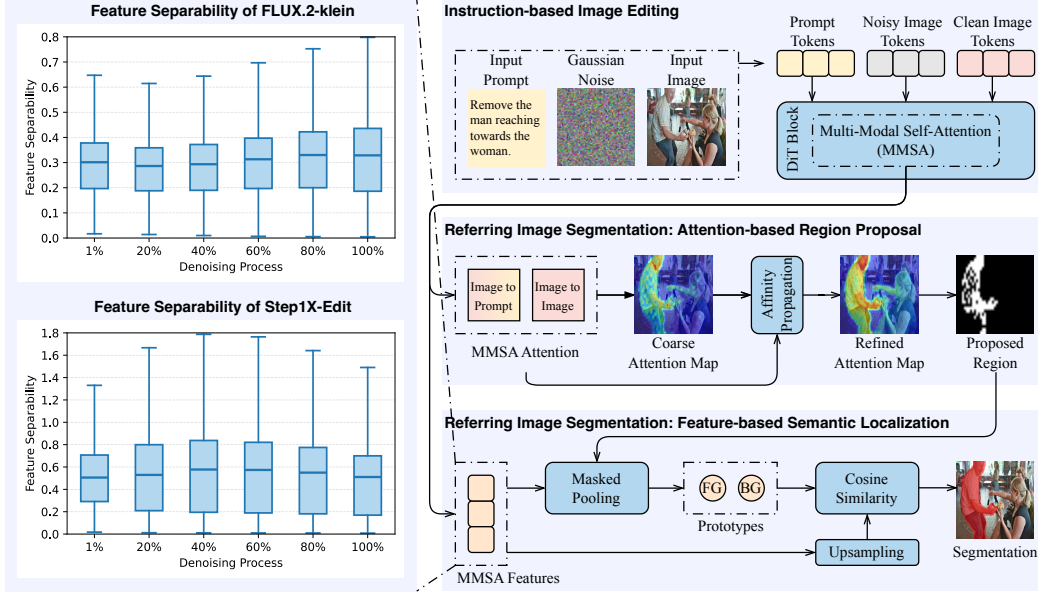 Feature Separability of FLUX.2-klein
Feature Separability
0.8
0.7
0.6
0.5
0.4
0.3
0.2
0.1
0.0
1% 20% 40% 60% 80% 100%
Denoising Process
Feature Separability of Step1X-Edit
Feature Separability
1.8
1.6
1.4
1.2
1.0
0.8
0.6
0.4
0.2
0.0
1% 20% 40% 60% 80% 100%
Denoising Process
Instruction-based Image Editing
Input
Prompt
Gaussian
Noise
Input
Image
Remove the
man reaching
towards the
woman.
Prompt
Tokens
Noisy Image
Tokens
Clean Image
Tokens
DiT Block
Multi-Modal Self-Attention
(MMSA)
Referring Image Segmentation: Attention-based Region Proposal
Image to
Prompt
Image to
Image
MMSA Attention
Coarse
Attention Map
Affinity
Propagation
Refined
Attention Map
Proposed
Region
Referring Image Segmentation: Feature-based Semantic Localization
MMSA Features
Masked
Pooling
FG BG
Prototypes
Cosine
Similarity
Upsampling
Segmentation